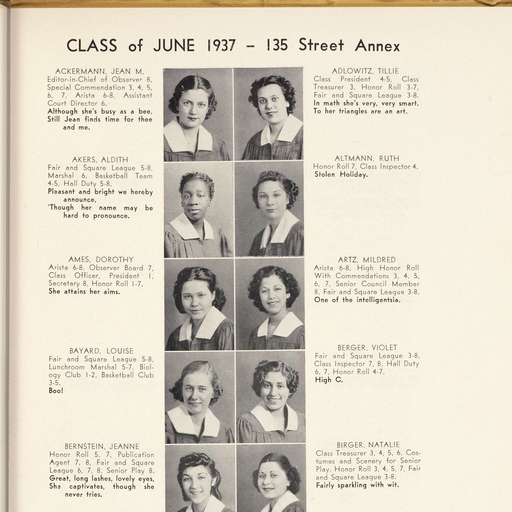 CLASS of JUNE 1937 – 135 Street Annex
ACKERMANN, JEAN M.
Editor-in-Chief of Observer 8,
Special Commendation 3, 4, 5,
6, 7, Arista 6-8, Assistant
Court Director 6.
Although she's busy as a bee,
Still Jean finds time for thee
and me.
ADLOWITZ, TILLIE
Class President 4-5, Class
Treasurer 3, Honor Roll 3-7,
Fair and Square League 3-8.
In math she's very, very smart.
To her triangles are an art.
AKERS, ALDITH
Fair and Square League 5-8,
Marshal 6, Basketball Team
4-5, Hall Duty 5-8.
Pleasant and bright we hereby
announce,
'Though her name may be
hard to pronounce.
ALTMANN, RUTH
Honor Roll 7, Class Inspector 4.
Stolen Holiday.
AMES, DOROTHY
Arista 6-8, Observer Board 7,
Class Officer, President 1,
Secretary 8, Honor Roll 1-7.
She attains her aims.
ARTZ, MILDRED
Arista 6-8, High Honor Roll
With Commendations 3, 4, 5,
6, 7, Senior Council Member
8, Fair and Square League 3-8.
One of the intelligentsia.
BAYARD, LOUISE
Fair and Square League 5-8,
Lunchroom Marshal 5-7, Biol-
ogy Club 1-2, Basketball Club
3-5.
Boo!
BERGER, VIOLET
Fair and Square League 3-8,
Class Inspector 7, 8, Hall Duty
6, 7, Honor Roll 4-7.
High C.
BERNSTEIN, JEANNE
Honor Roll 5, 7, Publication
Agent 7, 8, Fair and Square
League 6, 7, 8, Senior Play 8,
Great, long lashes, lovely eyes,
She captivates, though she
never tries.
BIRGER, NATALIE
Class Treasurer 3, 4, 5, 6, Cos-
tumes and Scenery for Senior
Play, Honor Roll 3, 4, 5, 7, Fair
and Square League 3-8.
Fairly sparkling with wit.